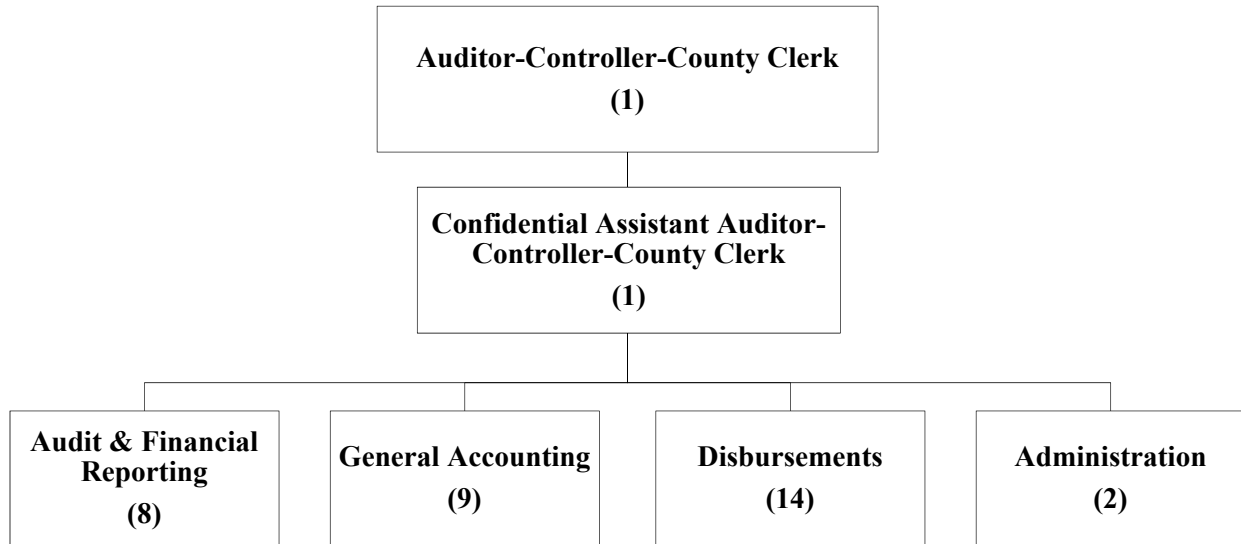 Auditor-Controller-County Clerk
(1)
Confidential Assistant Auditor-
Controller-County Clerk
(1)
Audit & Financial
Reporting
(8)
General Accounting
(9)
Disbursements
(14)
Administration
(2)